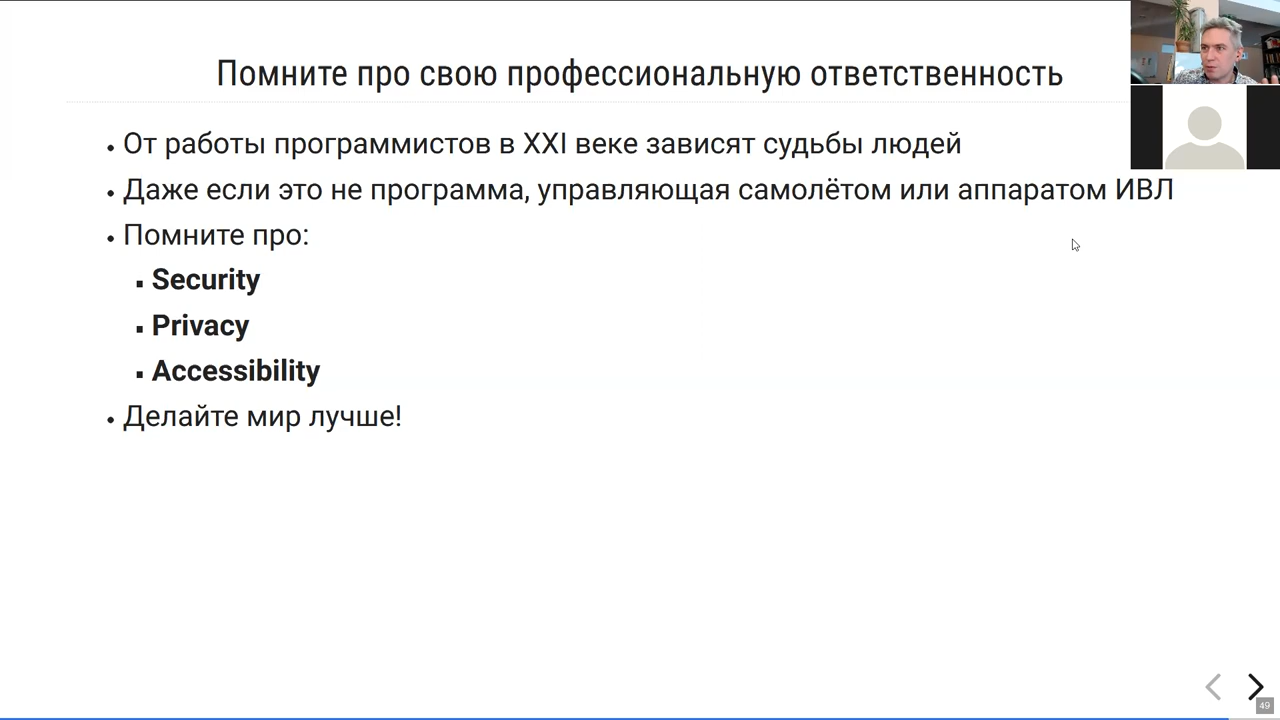 Помните про свою профессиональную ответственность
От работы программистов в XXI веке зависят судьбы людей
Даже если это не программа, управляющая самолётом или аппаратом ИВЛ
Помните про:
Security
Privacy
Accessibility
Делайте мир лучше!
49